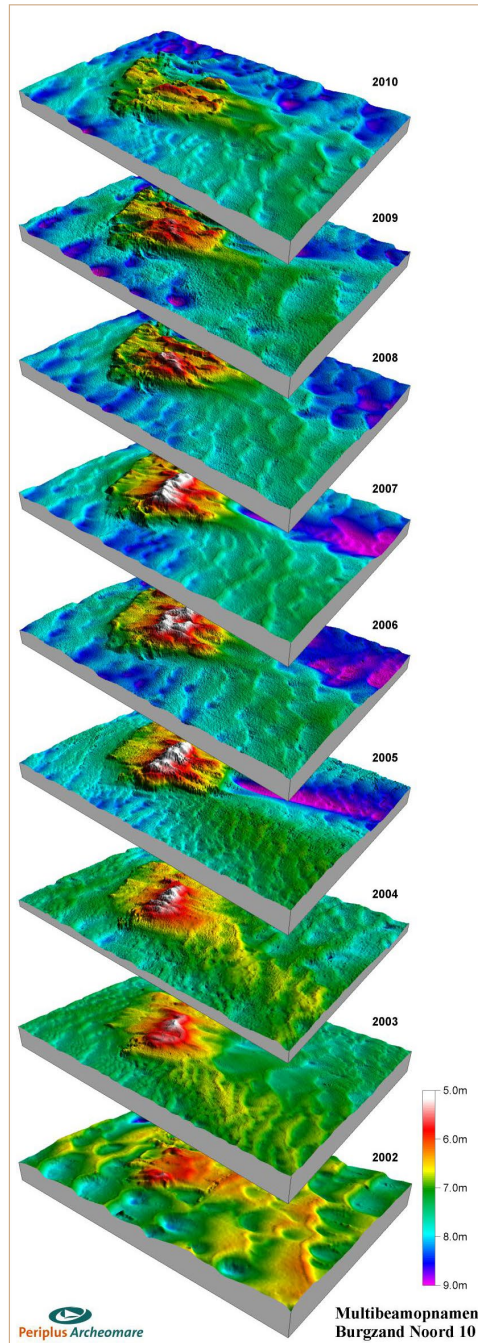 2010
2009
2008
2007
2006
2005
2004
2003
2002
5.0m
6.0m
7.0m
8.0m
9.0m
Periplus Archeomare
Multibeamopnamen
Burgzand Noord 10